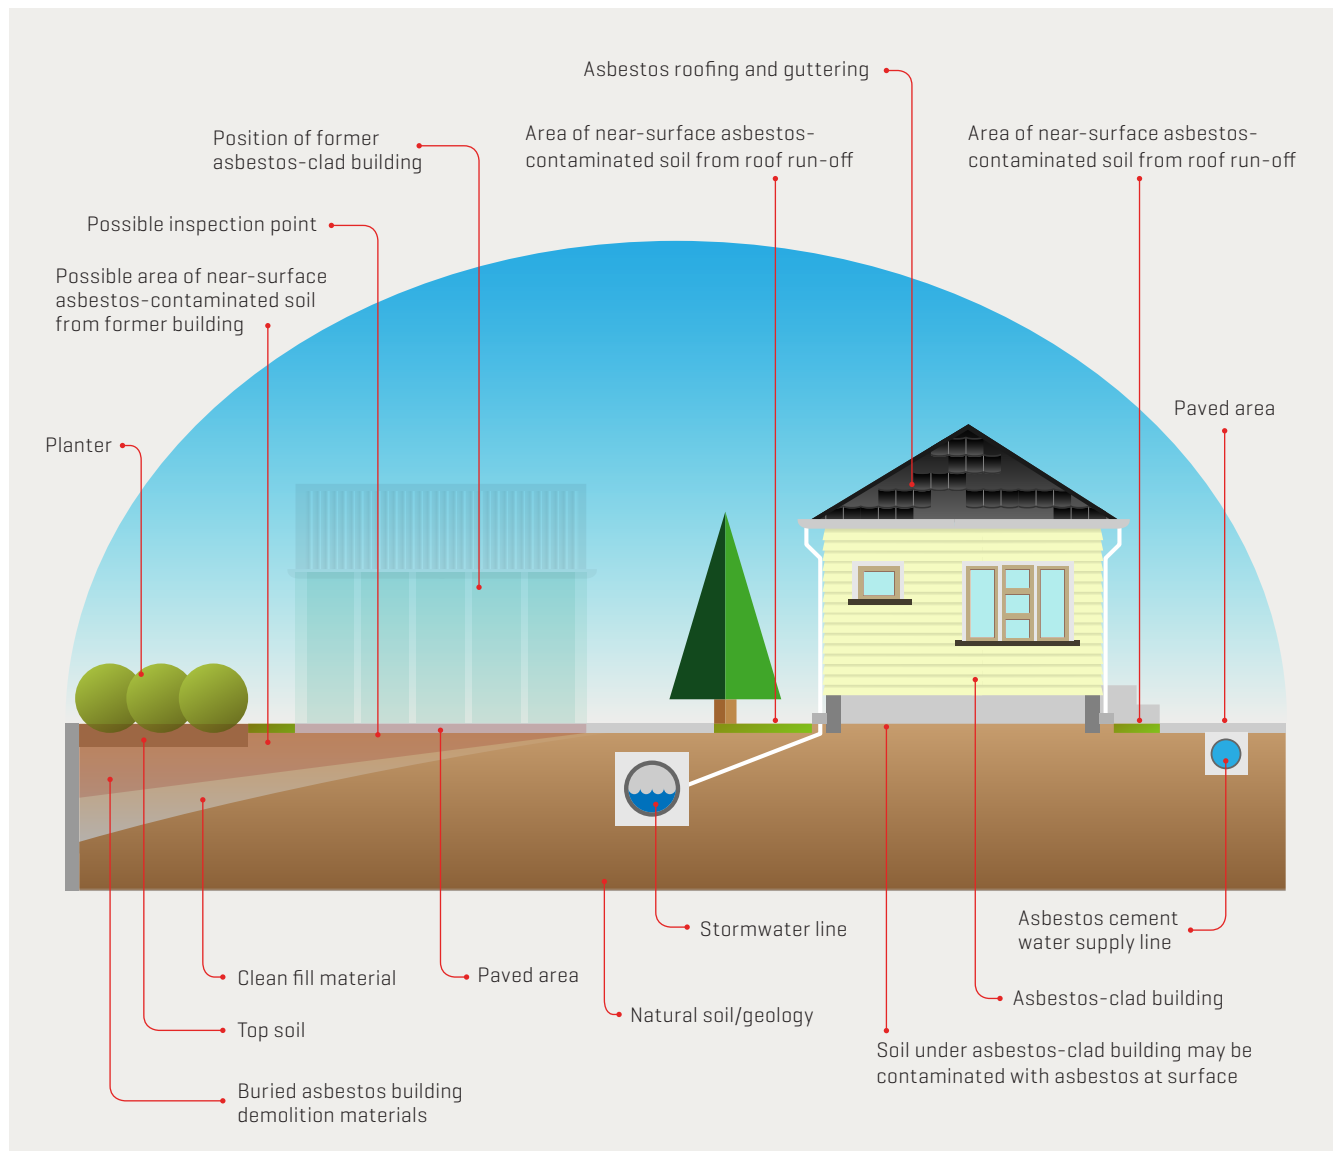 Asbestos roofing and guttering
Position of former
asbestos-clad building
Area of near-surface asbestos-
contaminated soil from roof run-off
Area of near-surface asbestos-
contaminated soil from roof run-off
Possible inspection point
Possible area of near-surface
asbestos-contaminated soil
from former building
Paved area
Planter
Stormwater line
Asbestos cement
water supply line
Clean fill material
Paved area
Asbestos-clad building
Natural soil/geology
Top soil
Soil under asbestos-clad building may be
contaminated with asbestos at surface
Buried asbestos building
demolition materials